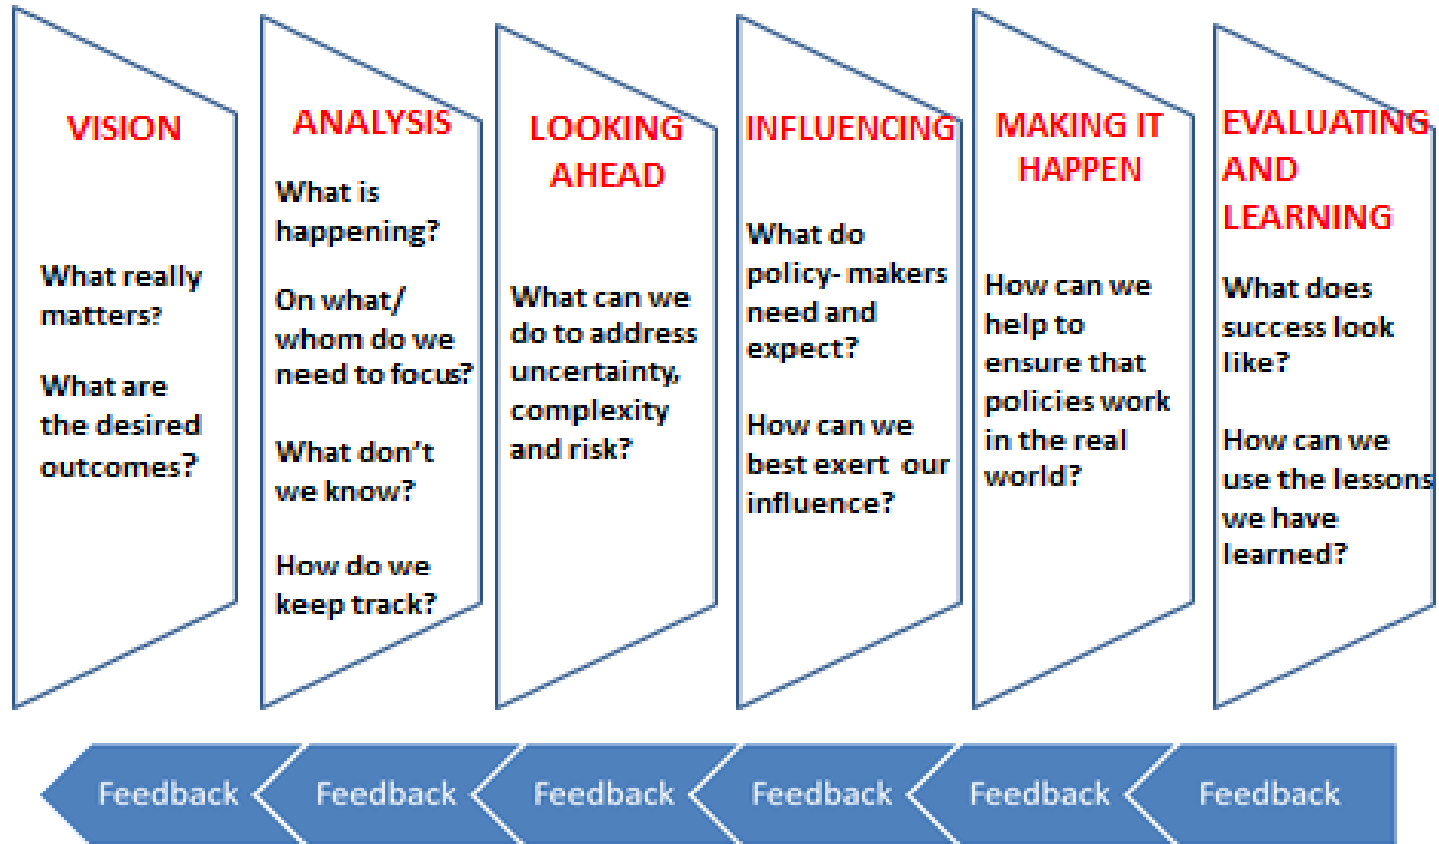 VISION
What really
matters?
What are
the desired
outcomes?
ANALYSIS
What is
happening?
On what/
whom do we
need to focus?
What don't
we know?
How do we
keep track?
LOOKING
AHEAD
What can we
do to address
uncertainty,
complexity
and risk?
INFLUENCING
What do
policy- makers
need and
expect?
How can we
best exert our
influence?
MAKING IT
HAPPEN
How can we
help to
ensure that
policies work
in the real
world?
EVALUATING
AND
LEARNING
What does
success look
like?
How can we
use the lessons
we have
learned?
Feedback
Feedback
Feedback
Feedback
Feedback
Feedback